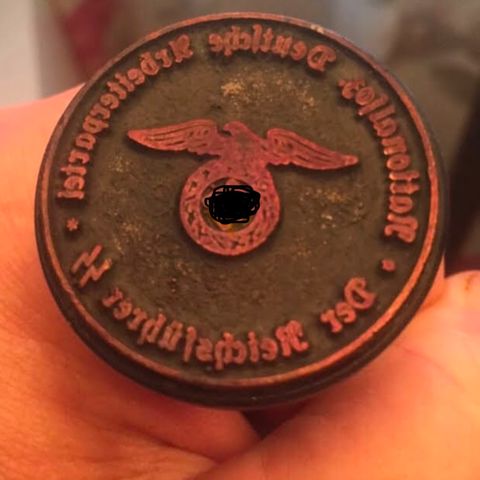 Nationalsoz. Deutsche Arbeiterpartei
* Der Reichsführer SS *